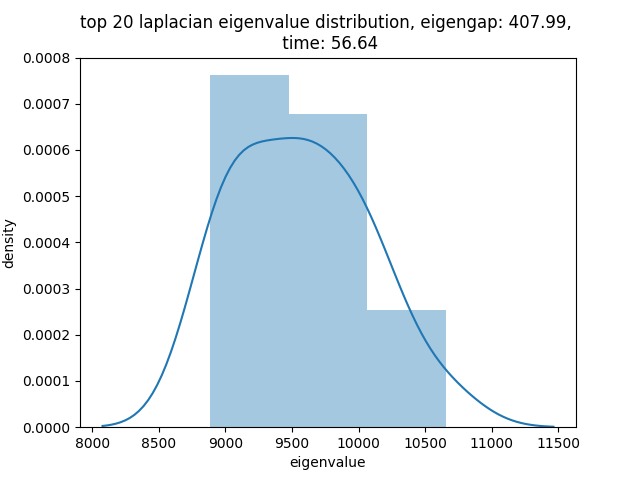 top 20 laplacian eigenvalue distribution, eigengap: 407.99,
time: 56.64
0.0008
0.0007
0.0006
0.0005
0.0004
0.0003
0.0002
0.0001
0.0000
density
8000 8500 9000 9500 10000 10500 11000 11500
eigenvalue